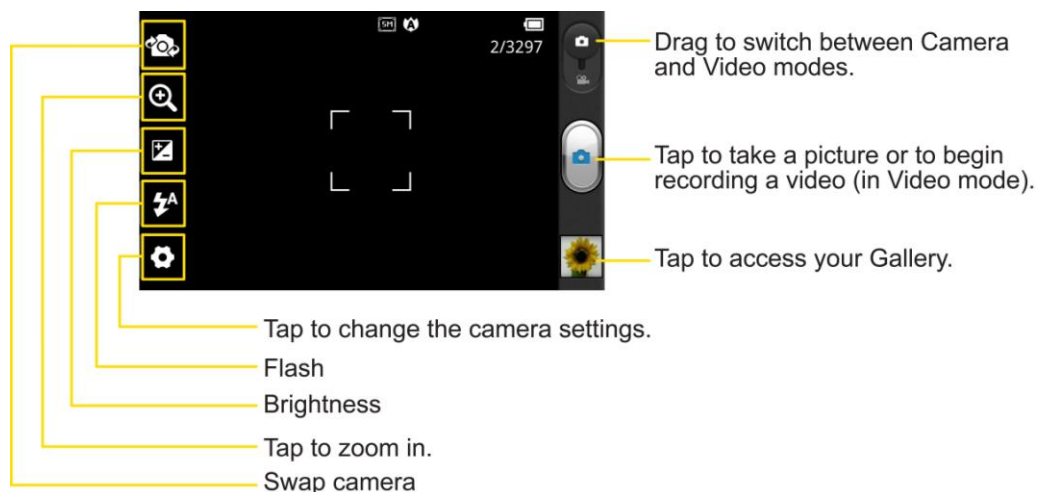 5M
2/3297
A
Drag to switch between Camera
and Video modes.
Tap to take a picture or to begin
recording a video (in Video mode).
Tap to access your Gallery.
Tap to change the camera settings.
Flash
Brightness
Tap to zoom in.
Swap camera